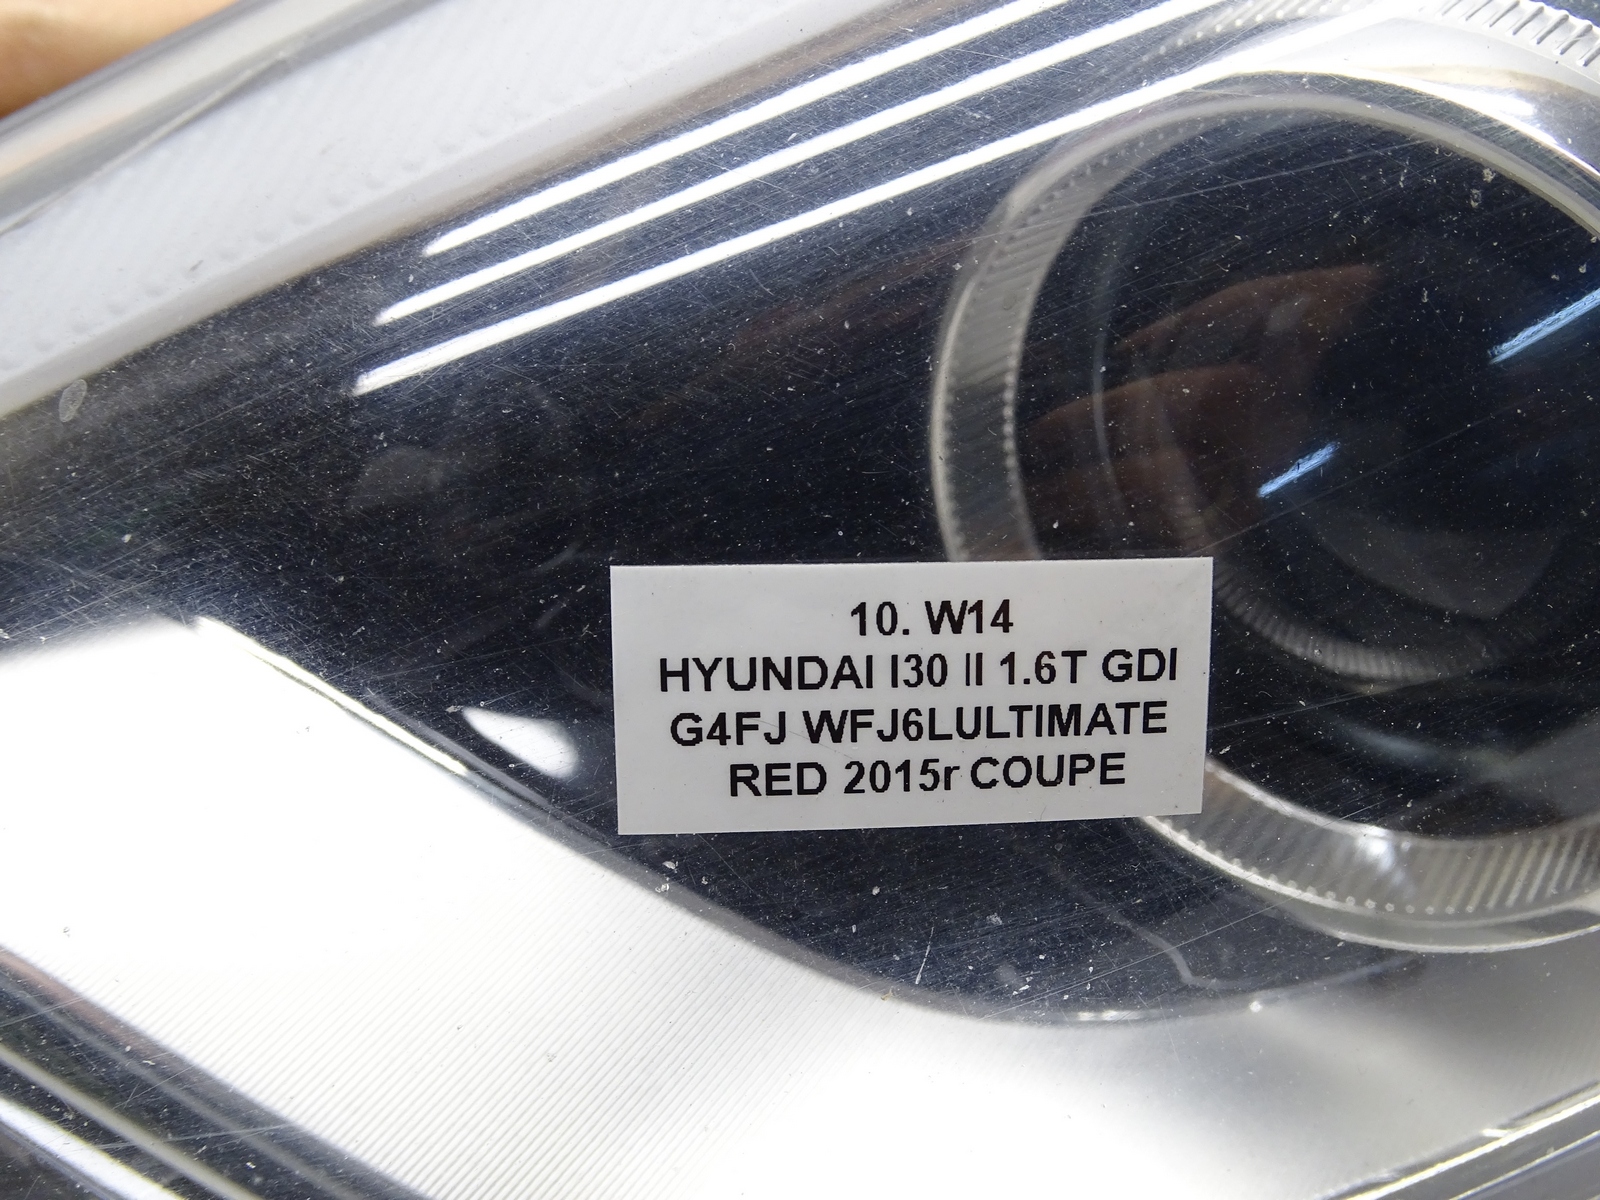 10. W14
HYUNDAI I30 II 1.6T GDI
G4FJ WFJ6LULTIMATE
RED 2015r COUPE